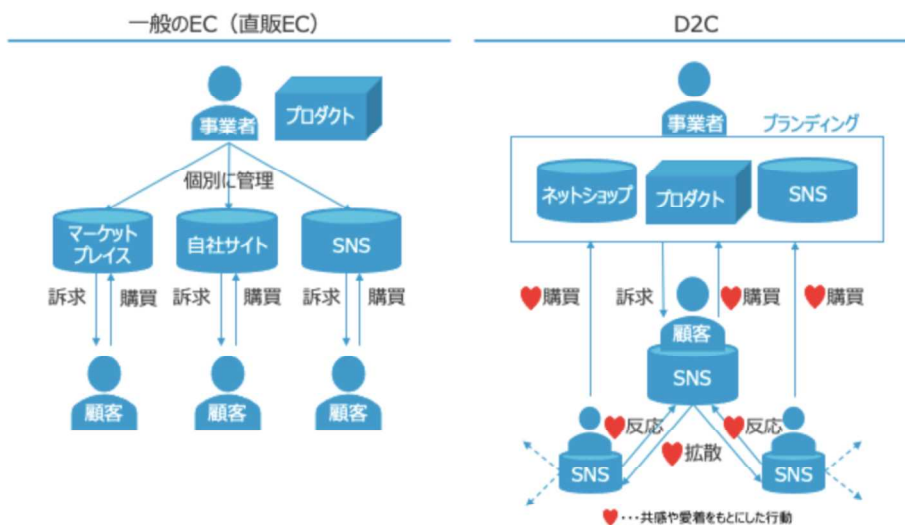 一般のEC（直販EC）
事業者
プロダクト
個別に管理
マーケット
プレイス
自社サイト
SNS
訴求
購買
訴求
購買
訴求
購買
顧客
顧客
顧客
D2C
事業者
ブランディング
ネットショップ
プロダクト
SNS
購買
訴求
購買
購買
顧客
SNS
反応
反応
拡散
SNS
SNS
・・・共感や愛着をもとにした行動